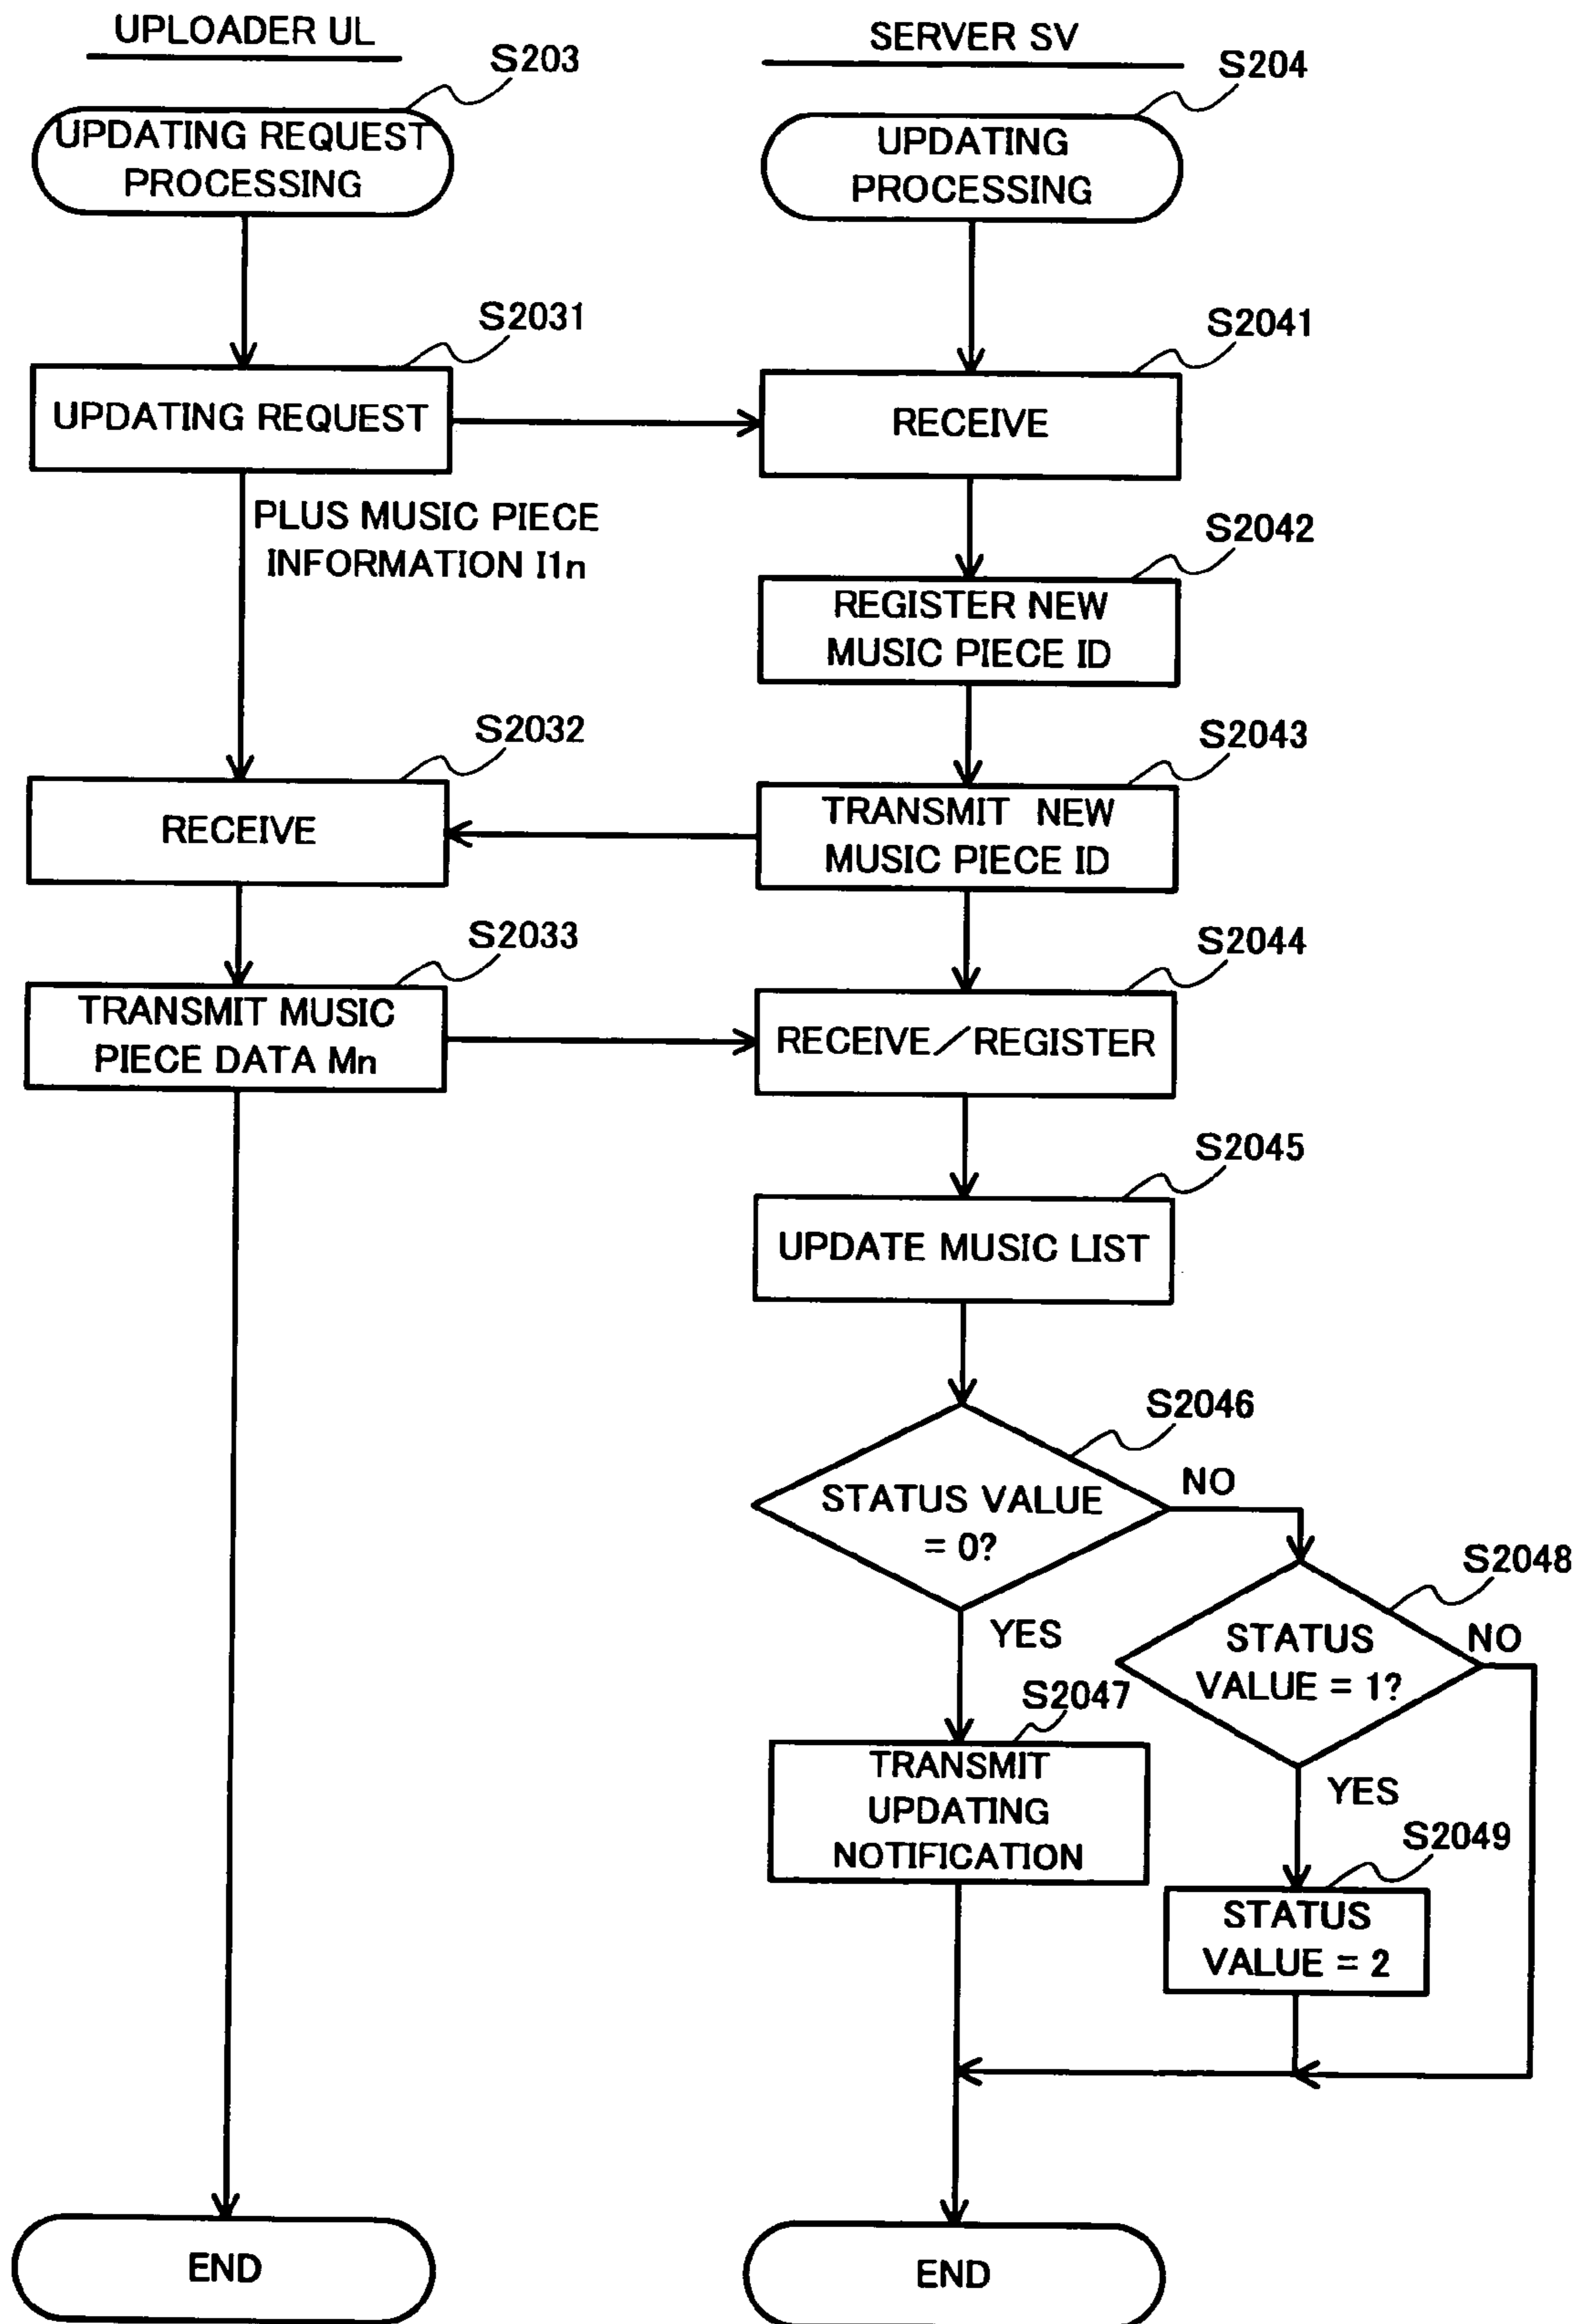 UPLOADER UL
SERVER SV
S203
S204
UPDATING REQUEST
PROCESSING
UPDATING
PROCESSING
S2031
S2041
UPDATING REQUEST
RECEIVE
PLUS MUSIC PIECE
INFORMATION I1n
S2042
REGISTER NEW
MUSIC PIECE ID
S2032
S2043
RECEIVE
TRANSMIT NEW
MUSIC PIECE ID
S2033
S2044
TRANSMIT MUSIC
PIECE DATA Mn
RECEIVE/REGISTER
S2045
UPDATE MUSIC LIST
S2046
STATUS VALUE
= 0?
NO
S2048
YES
STATUS
VALUE = 1?
NO
S2047
TRANSMIT
UPDATING
NOTIFICATION
YES
S2049
STATUS
VALUE = 2
END
END